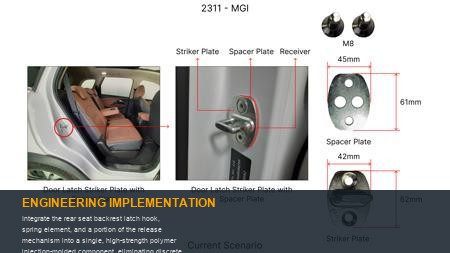 2311 - MGI
M8
Striker Plate
Spacer Plate
Receiver
45mm
61mm
Spacer Plate
42mm
62mm
Striker Plate
Door Latch Striker Plate with
Door Latch Striker Plate with
Spacer Plate
Current Scenario
ENGINEERING IMPLEMENTATION
Integrate the rear seat backrest latch hook,
spring element, and a portion of the release
mechanism into a single, high-strength polymer
injection-molded component, eliminating discrete